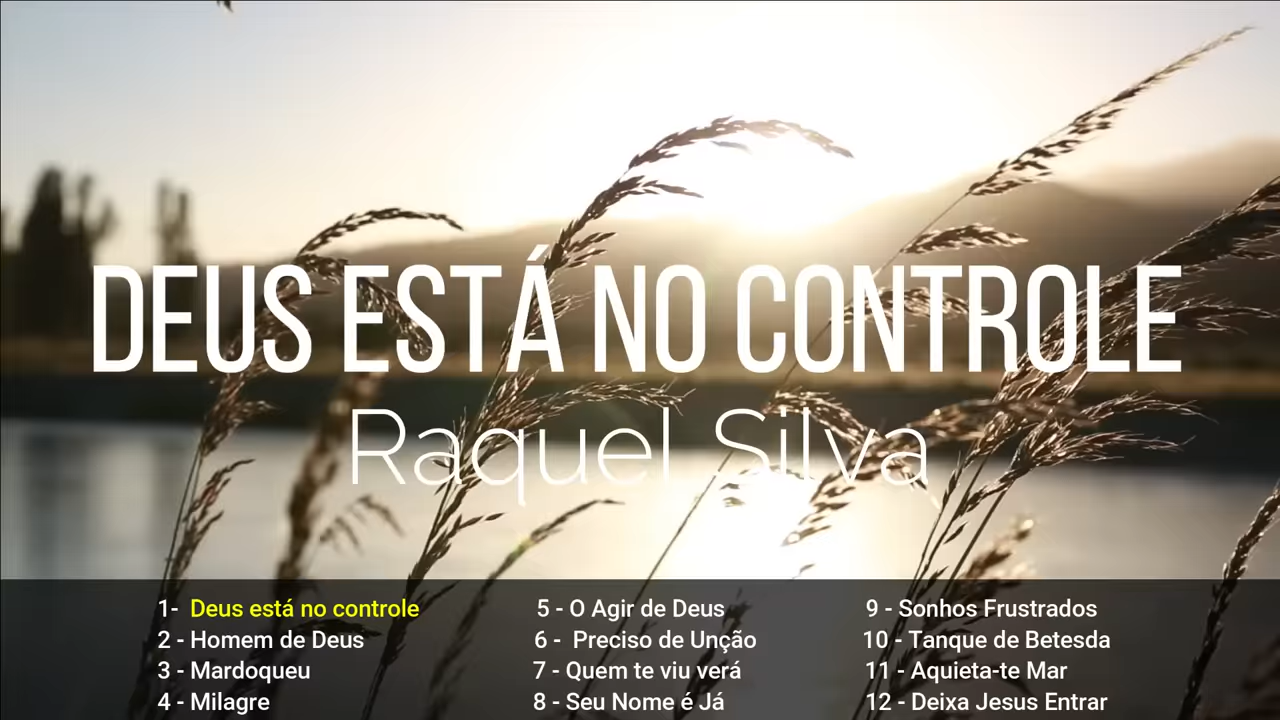 DEUS ESTÁ NO CONTROLE
Raquel Silva
1- Deus está no controle
2 - Homem de Deus
3 - Mardoqueu
4 - Milagre
5 - O Agir de Deus
6 - Preciso de Unção
7 - Quem te viu verá
8 - Seu Nome é Já
9 - Sonhos Frustrados
10 - Tanque de Betesda
11 - Aquieta-te Mar
12 - Deixa Jesus Entrar